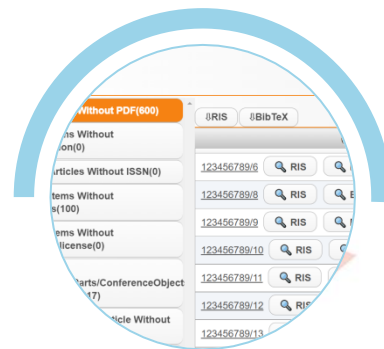 Without PDF(600)
Without
on(0)
Articles Without ISSN(0)
tems Without
s(100)
tems Without
license(0)
arts/ConferenceObject
17)
ticle Without
⇩RIS ⇩BibTeX
123456789/6 RIS
123456789/8 RIS
123456789/9 RIS
123456789/10 RIS
123456789/11 RIS
123456789/12 RIS
123456789/13